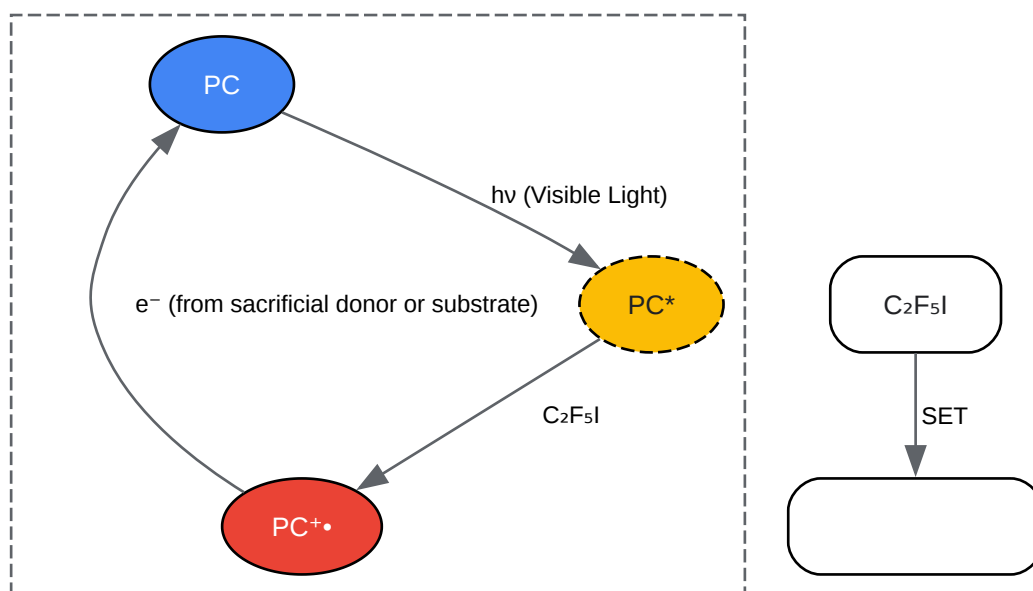 PC
hν (Visible Light)
e⁻ (from sacrificial donor or substrate)
PC*
C₂F₅I
C₂F₅I
SET
PC⁺•